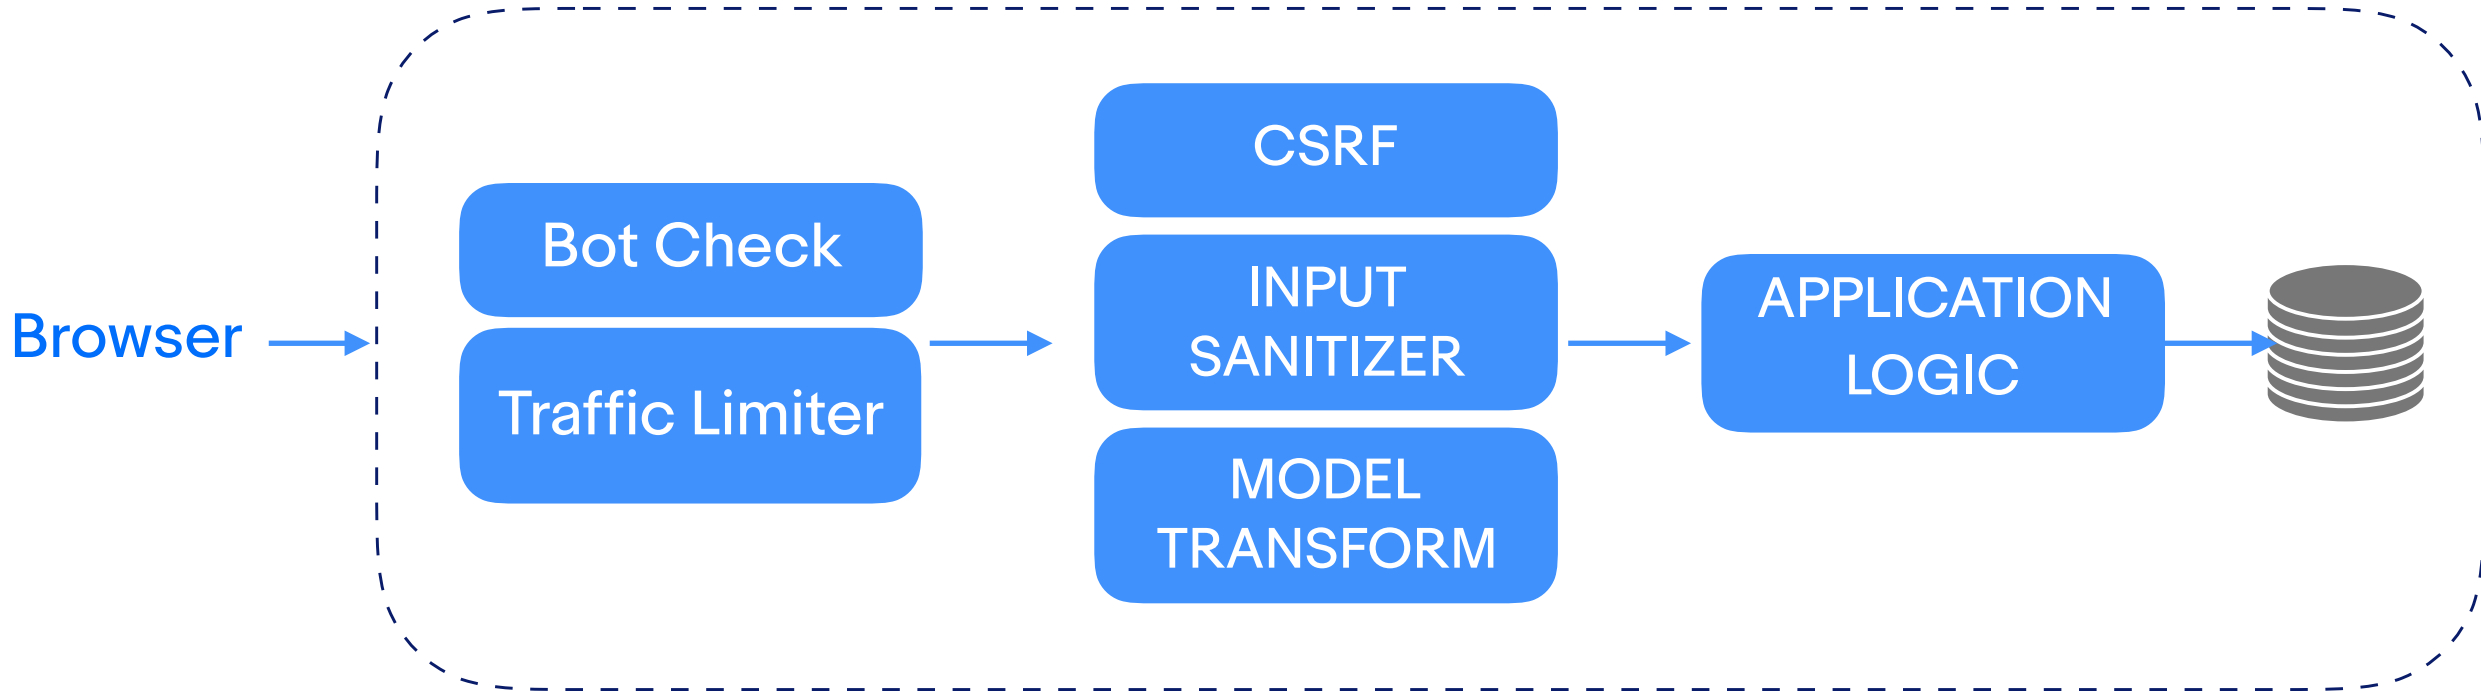 Browser
Bot Check
Traffic Limiter
CSRF
INPUT
SANITIZER
MODEL
TRANSFORM
APPLICATION
LOGIC